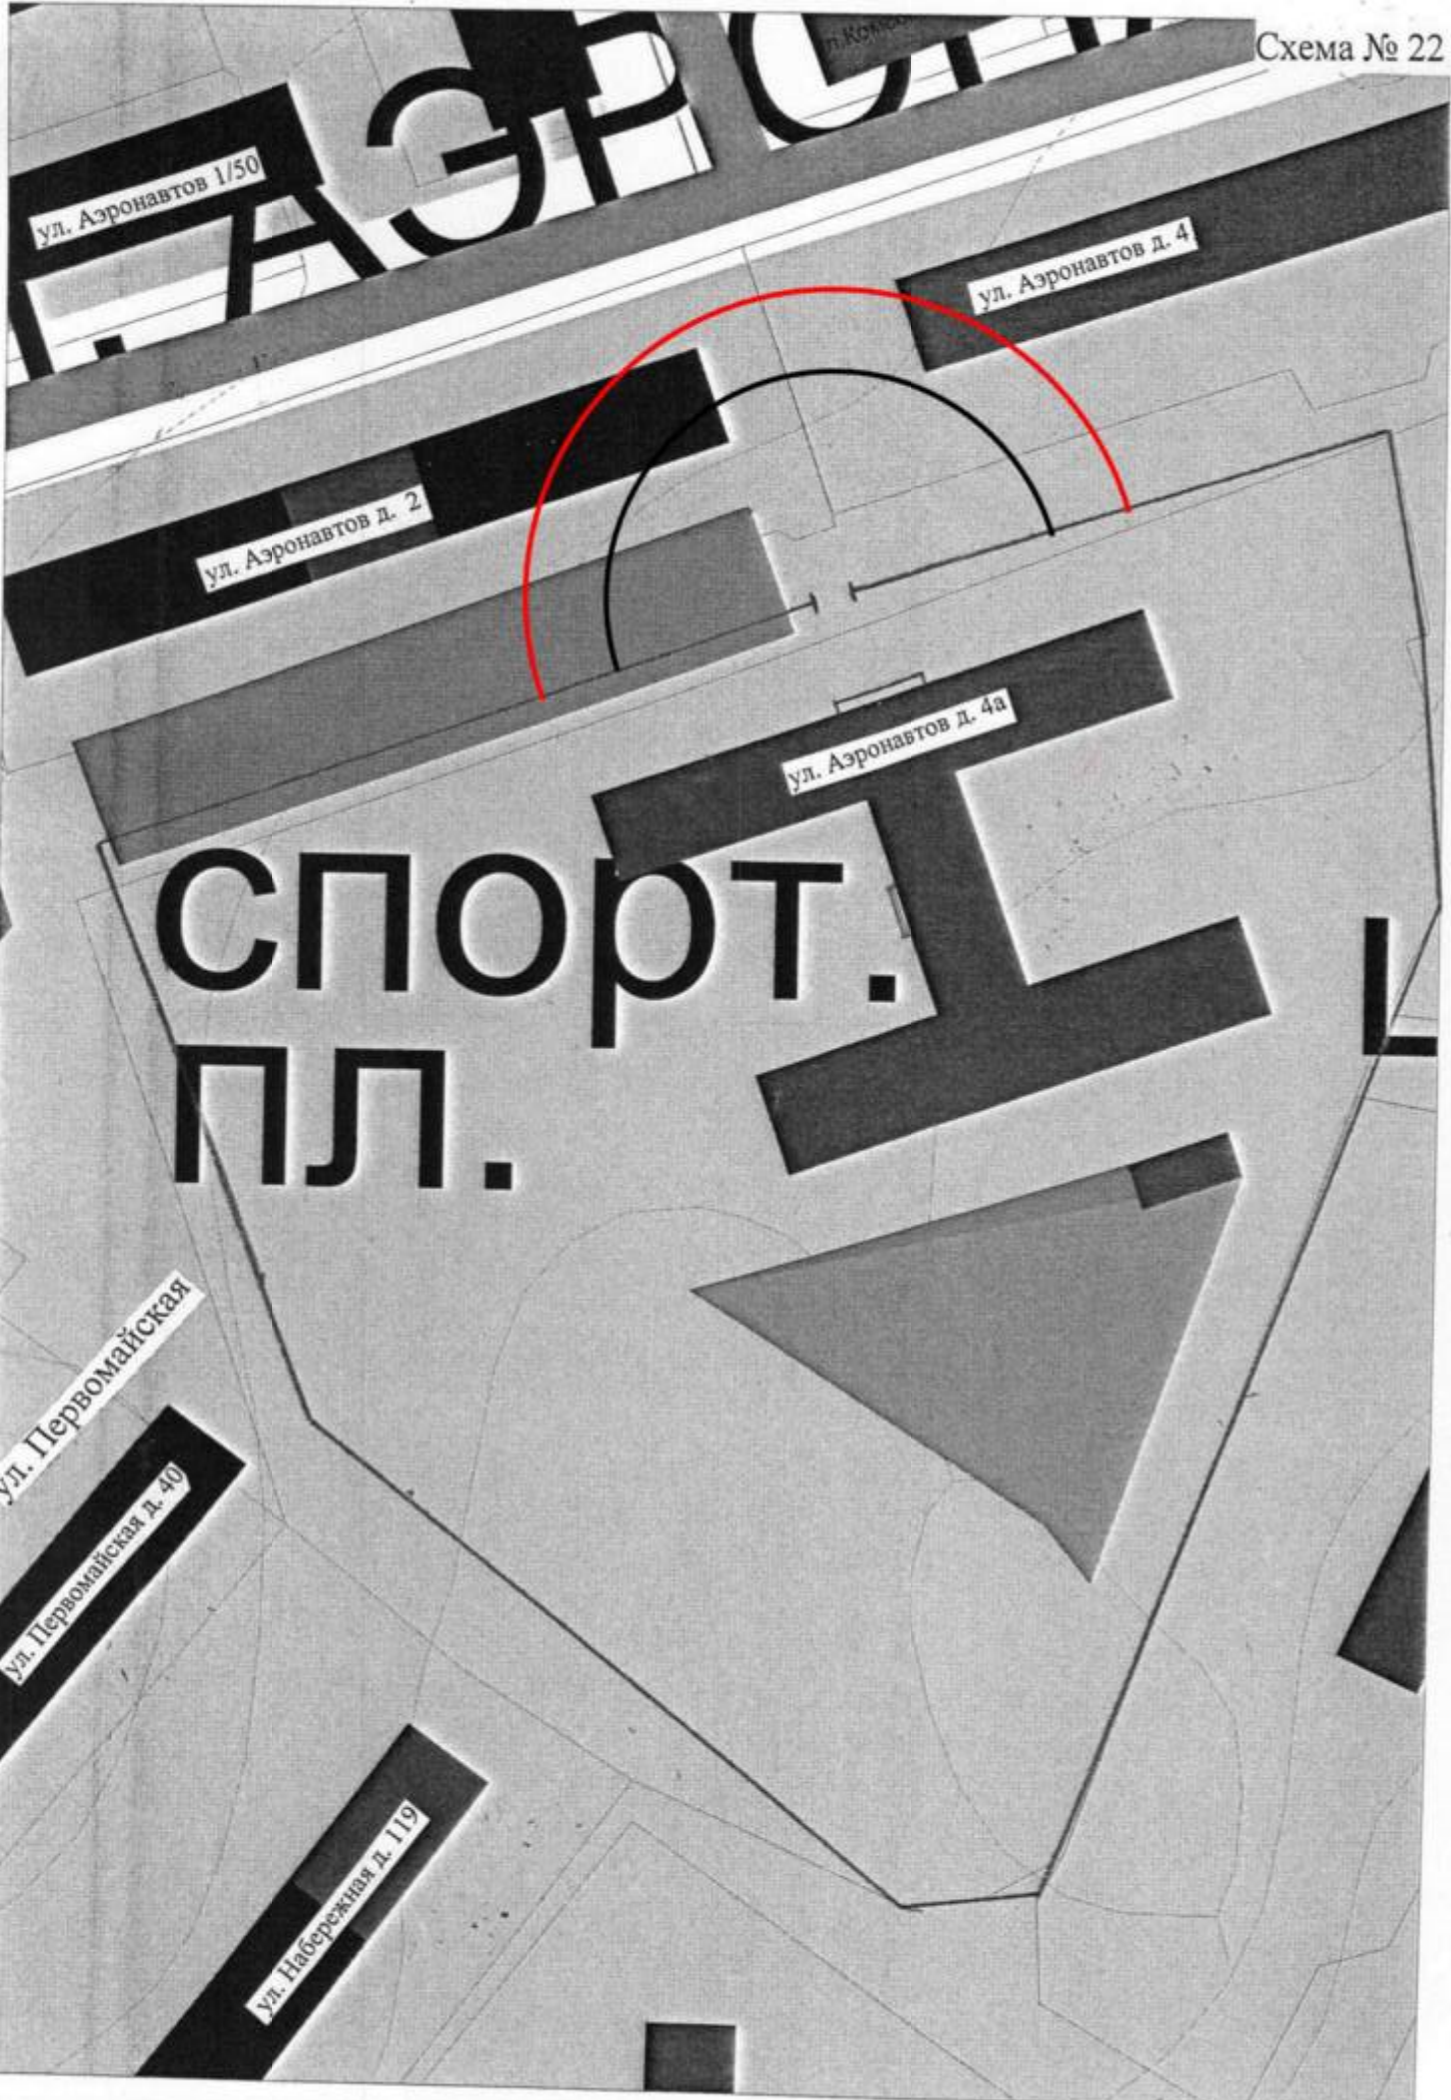 Схема № 22
ул. Аэронавтов 1/50
ул. Аэронавтов д. 4
ул. Аэронавтов д. 2
ул. Аэронавтов д. 4а
спорт.
пл.
ул. Первомайская
ул. Первомайская д. 40
ул. Набережная д. 119